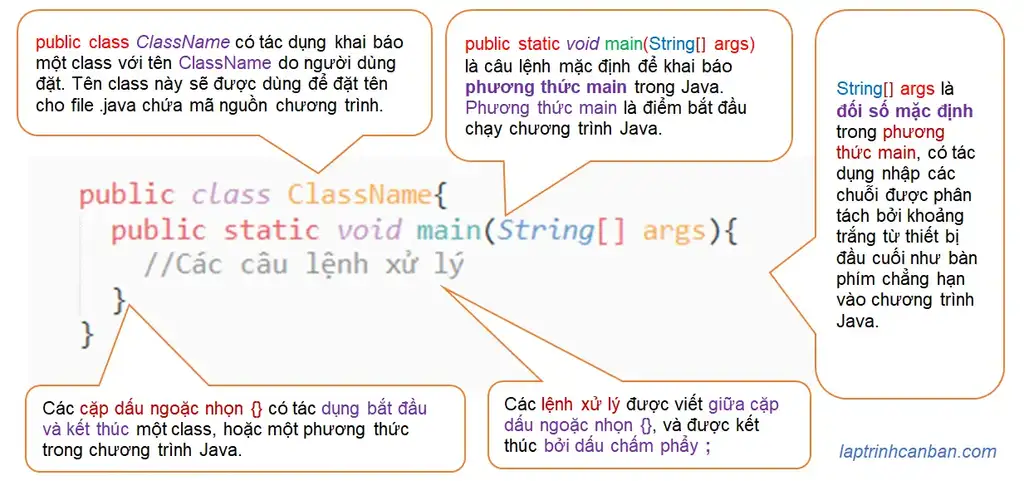 public class ClassName có tác dụng khai báo
một class với tên ClassName do người dùng
đặt. Tên class này sẽ được dùng để đặt tên
cho file .java chứa mã nguồn chương trình.
public static void main(String[] args)
là câu lệnh mặc định để khai báo
phương thức main trong Java.
Phương thức main là điểm bắt đầu
chạy chương trình Java.
String[] args là
đối số mặc định
trong phương
thức main, có tác
dụng nhập các
chuỗi được phân
tách bởi khoảng
trắng từ thiết bị
đầu cuối như bàn
phím chẳng hạn
vào chương trình
Java.
public class ClassName{
public static void main(String[] args){
//Các câu lệnh xử lý
}
}
Các cặp dấu ngoặc nhọn {} có tác dụng bắt đầu
và kết thúc một class, hoặc một phương thức
trong chương trình Java.
Các lệnh xử lý được viết giữa cặp
dấu ngoặc nhọn {}, và được kết
thúc bởi dấu chấm phẩy ;
laptrinhcanban.com